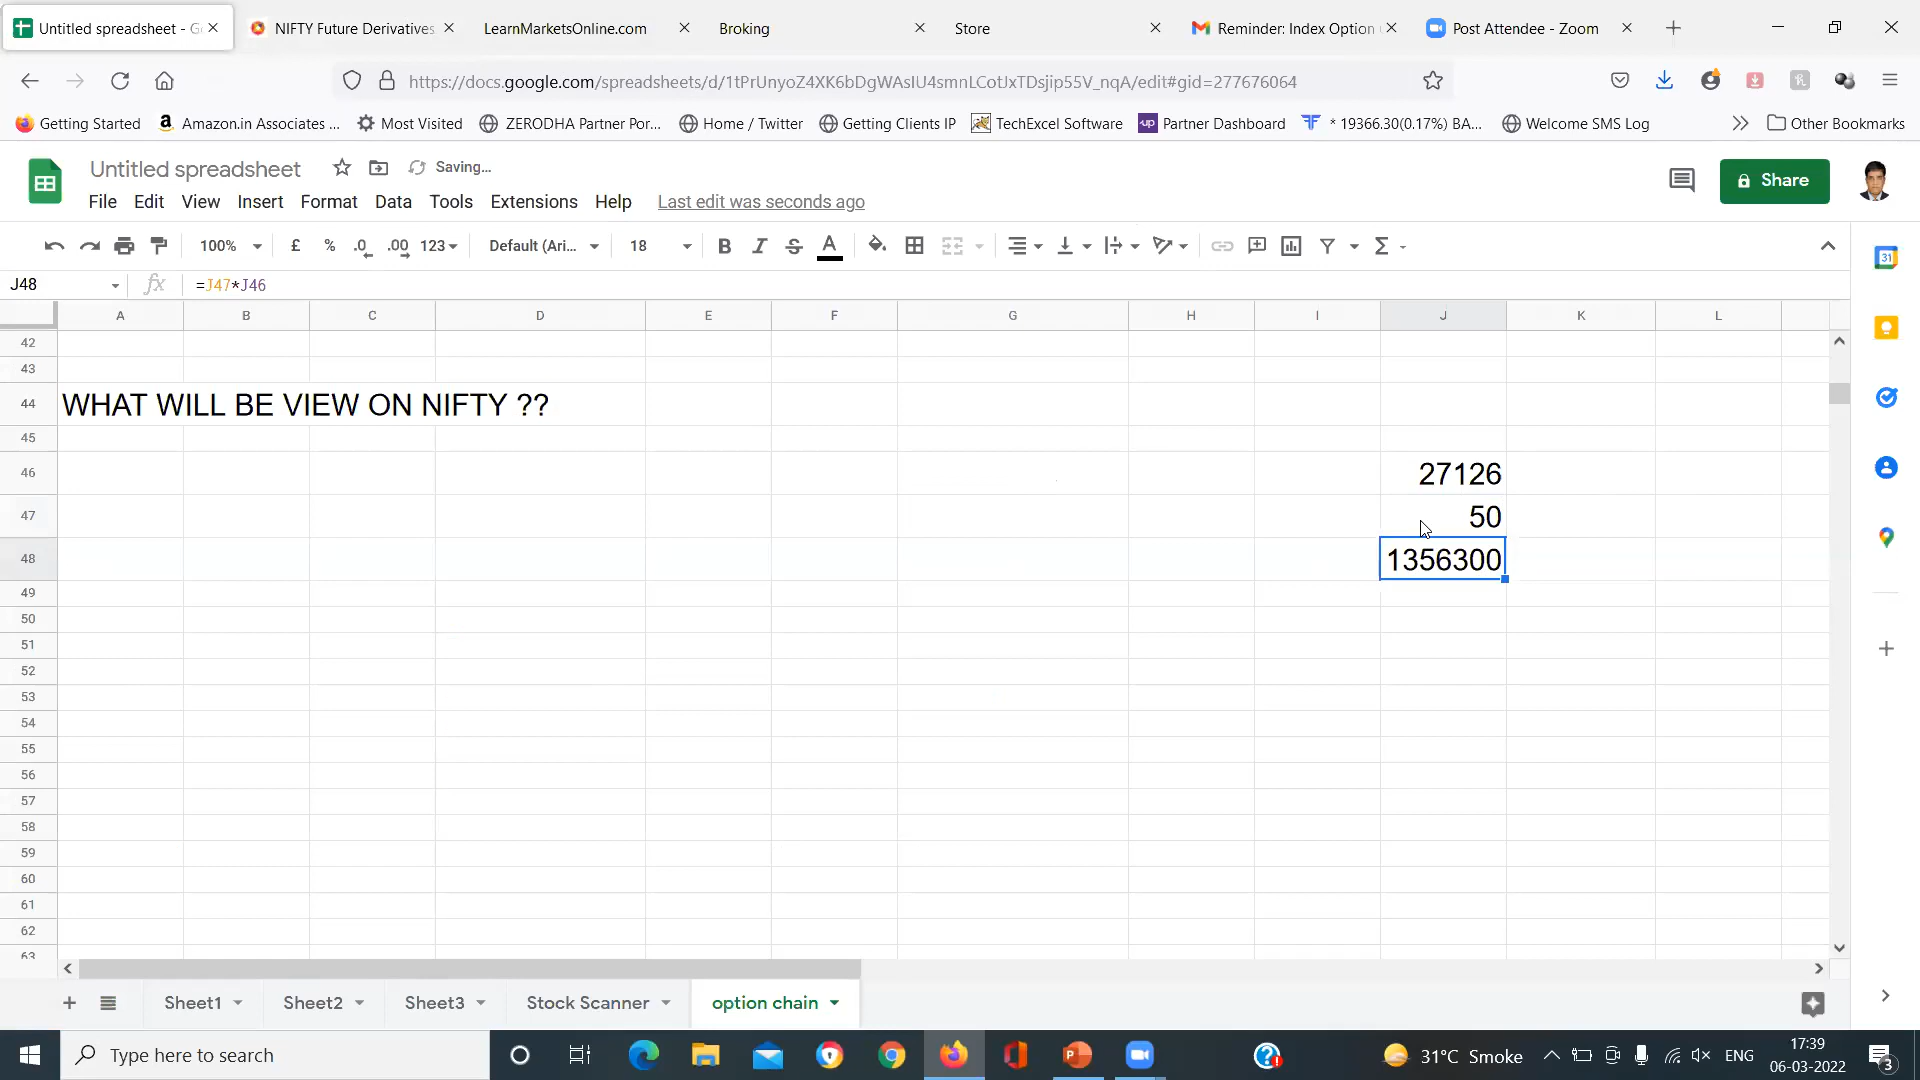 Untitled spreadsheet - G
NIFTY Future Derivatives
LearnMarketsOnline.com
Broking
Store
Reminder: Index Option
Post Attendee - Zoom
https://docs.google.com/spreadsheets/d/1tPrUnyoZ4XK6bDgWAsIU4smnLCotJxTDsjip55V_nqA/edit#gid=277676064
Getting Started
Amazon.in Associates ...
Most Visited
ZERODHA Partner Por...
Home / Twitter
Getting Clients IP
TechExcel Software
up Partner Dashboard
* 19366.30(0.17%) BA...
Welcome SMS Log
Other Bookmarks
Untitled spreadsheet
Saving...
Share
File Edit View Insert Format Data Tools Extensions Help Last edit was seconds ago
100% £ % .0 .00 123 Default (Ari... 18 B I S A Σ
J48 fx =J47*J46
A B C D E F G H I J K L
42
43
44 WHAT WILL BE VIEW ON NIFTY ??
45
46 27126
47 50
48 1356300
49
50
51
52
53
54
55
56
57
58
59
60
61
62
63
Sheet1 Sheet2 Sheet3 Stock Scanner option chain
Type here to search
31°C Smoke
ENG
17:39
06-03-2022
3
31